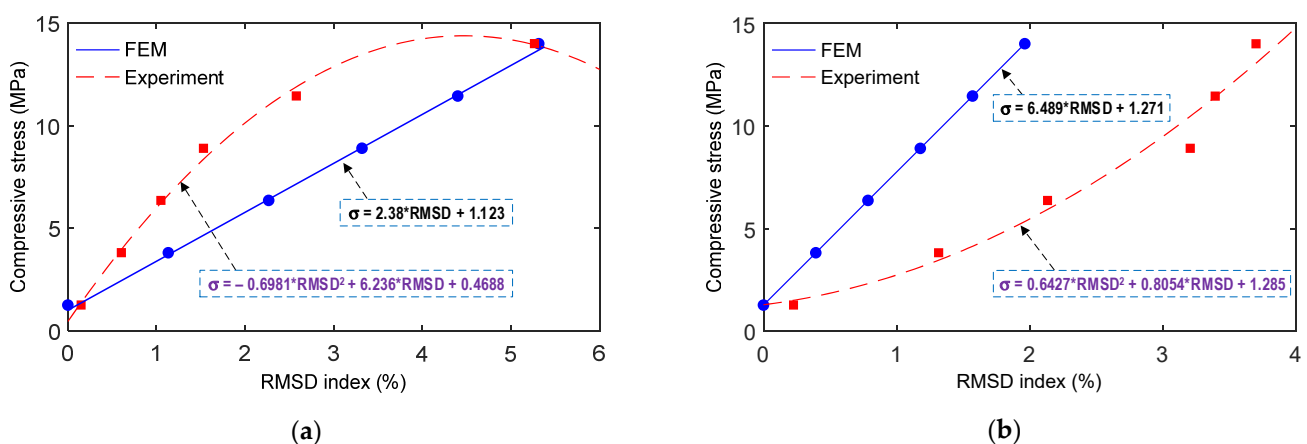 15
10
5
0
0
1
2
3
4
5
6
Compressive stress (MPa)
RMSD index (%)
FEM
Experiment
σ = 2.38*RMSD + 1.123
σ = – 0.6981*RMSD² + 6.236*RMSD + 0.4688
(a)
15
10
5
0
0
1
2
3
4
Compressive stress (MPa)
RMSD index (%)
FEM
Experiment
σ = 6.489*RMSD + 1.271
σ = 0.6427*RMSD² + 0.8054*RMSD + 1.285
(b)